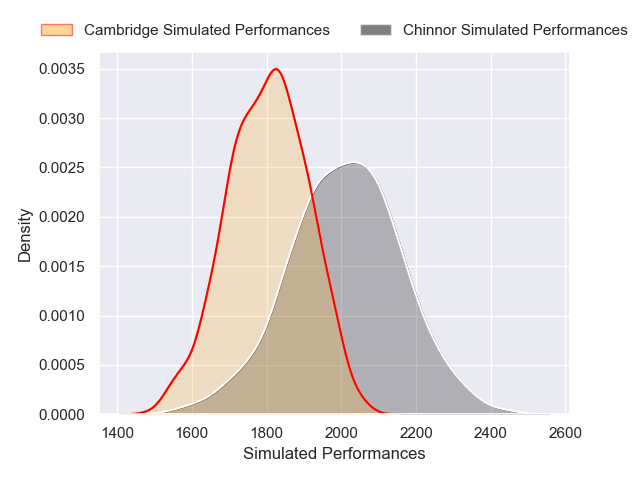 Cambridge Simulated Performances Chinnor Simulated Performances
0.0035
0.0030
0.0025
0.0020
0.0015
0.0010
0.0005
0.0000
Density
1400 1600 1800 2000 2200 2400 2600
Simulated Performances